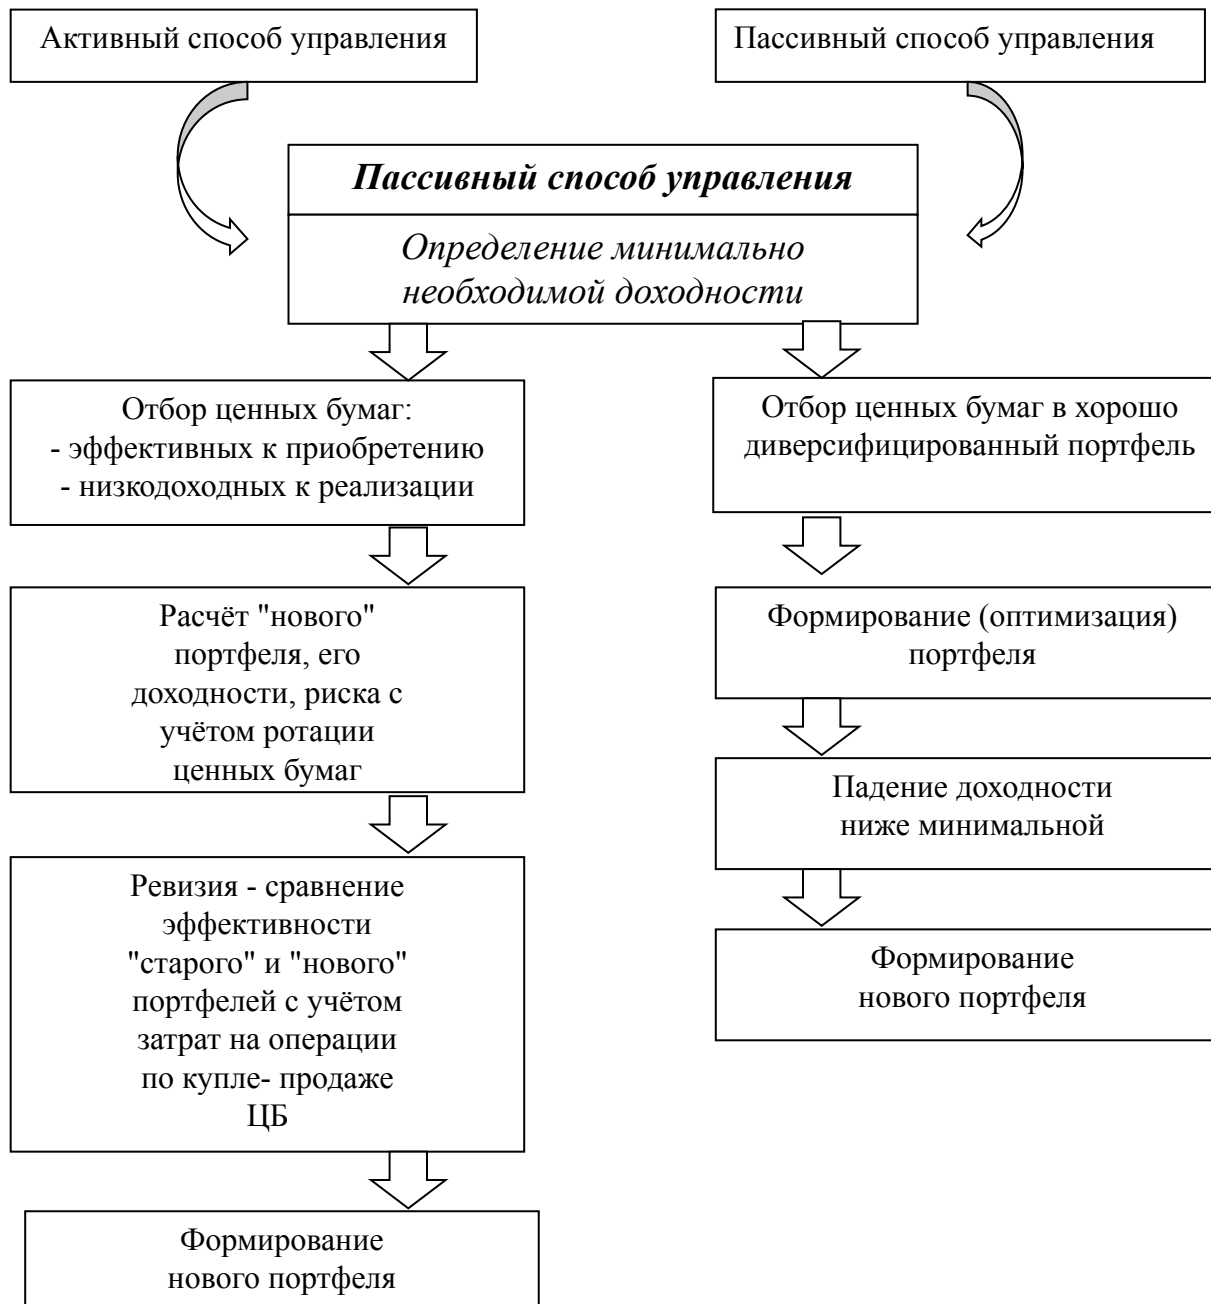 Активный способ управления
Пассивный способ управления
Пассивный способ управления
Определение минимально
необходимой доходности
Отбор ценных бумаг:
- эффективных к приобретению
- низкодоходных к реализации
Расчёт "нового"
портфеля, его
доходности, риска с
учётом ротации
ценных бумаг
Ревизия - сравнение
эффективности
"старого" и "нового"
портфелей с учётом
затрат на операции
по купле- продаже
ЦБ
Формирование
нового портфеля
Отбор ценных бумаг в хорошо
диверсифицированный портфель
Формирование (оптимизация)
портфеля
Падение доходности
ниже минимальной
Формирование
нового портфеля